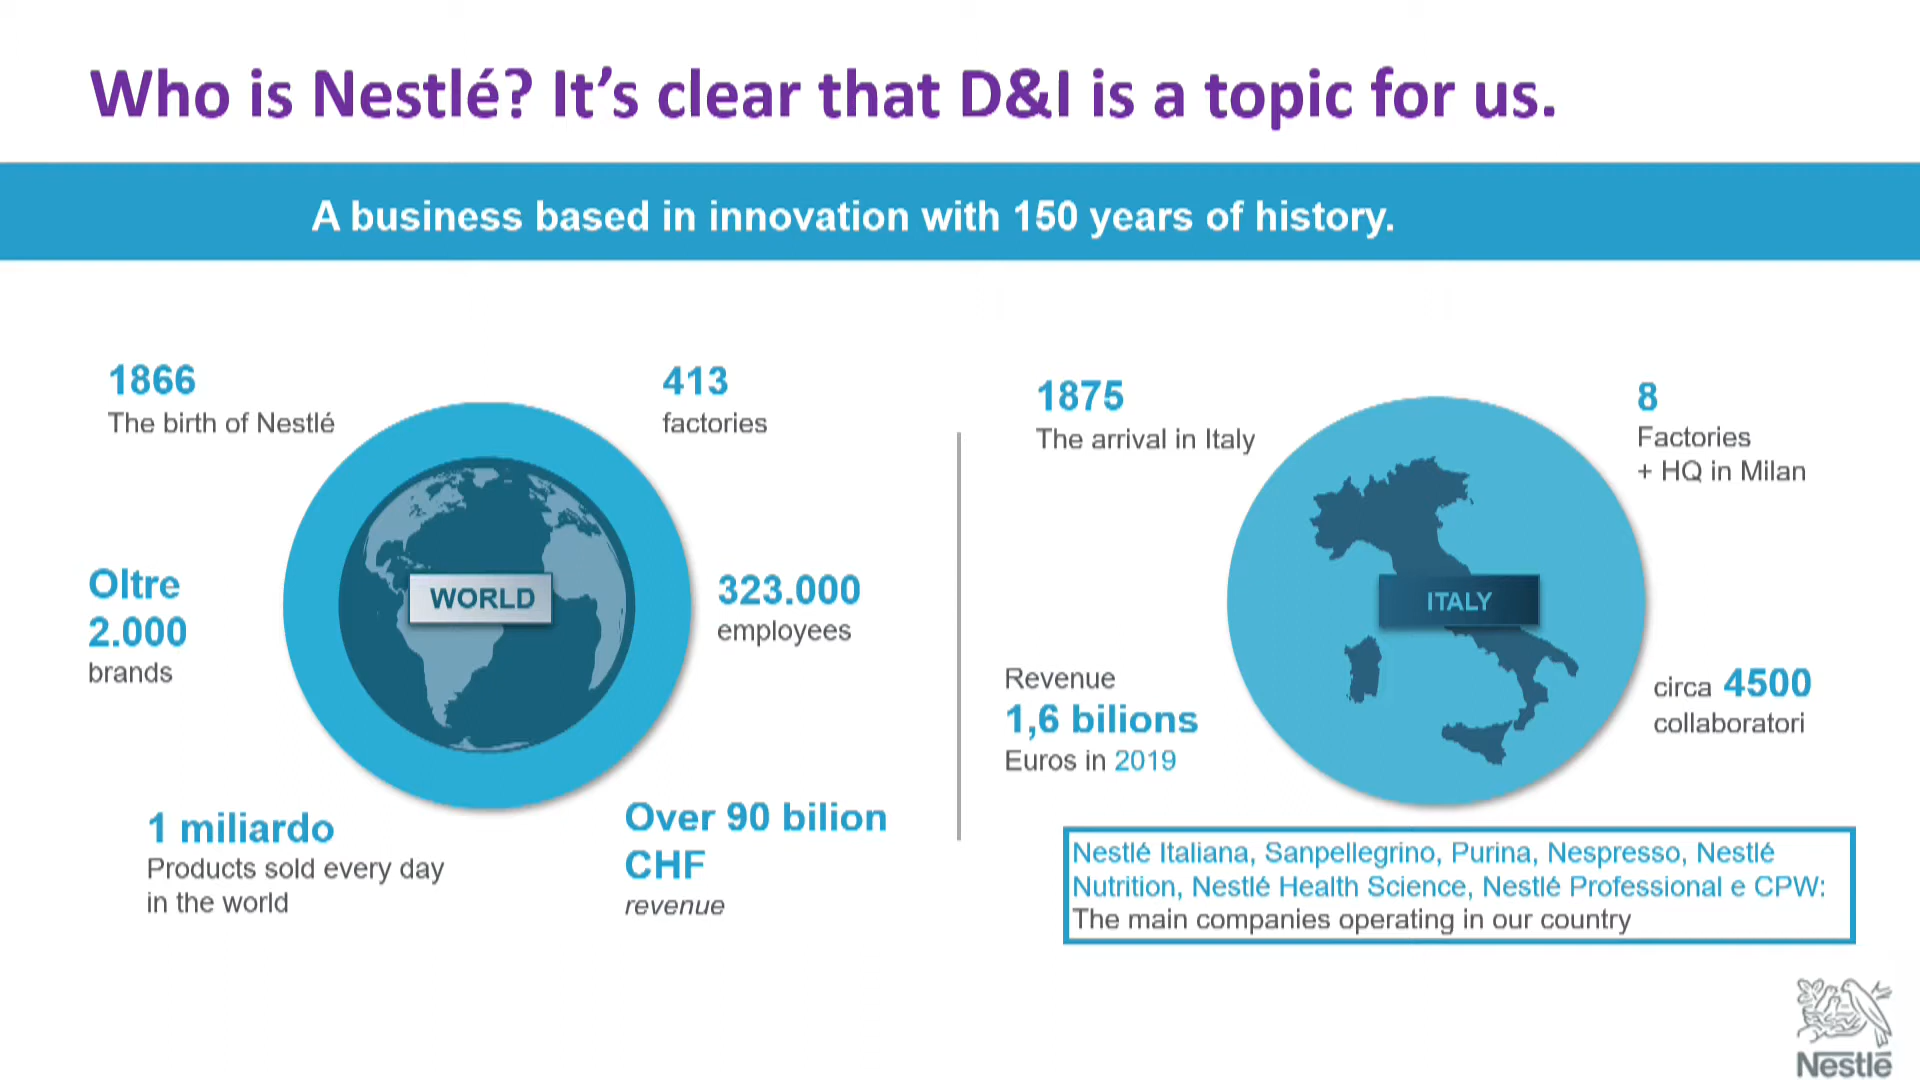 Who is Nestlé? It’s clear that D&I is a topic for us.
A business based in innovation with 150 years of history.
1866
The birth of Nestlé
413
factories
Oltre
2.000
brands
WORLD
323.000
employees
1 miliardo
Products sold every day
in the world
Over 90 bilion
CHF
revenue
1875
The arrival in Italy
8
Factories
+ HQ in Milan
ITALY
Revenue
1,6 bilions
Euros in 2019
circa 4500
collaboratori
Nestlé Italiana, Sanpellegrino, Purina, Nespresso, Nestlé
Nutrition, Nestlé Health Science, Nestlé Professional e CPW:
The main companies operating in our country
Nestlé